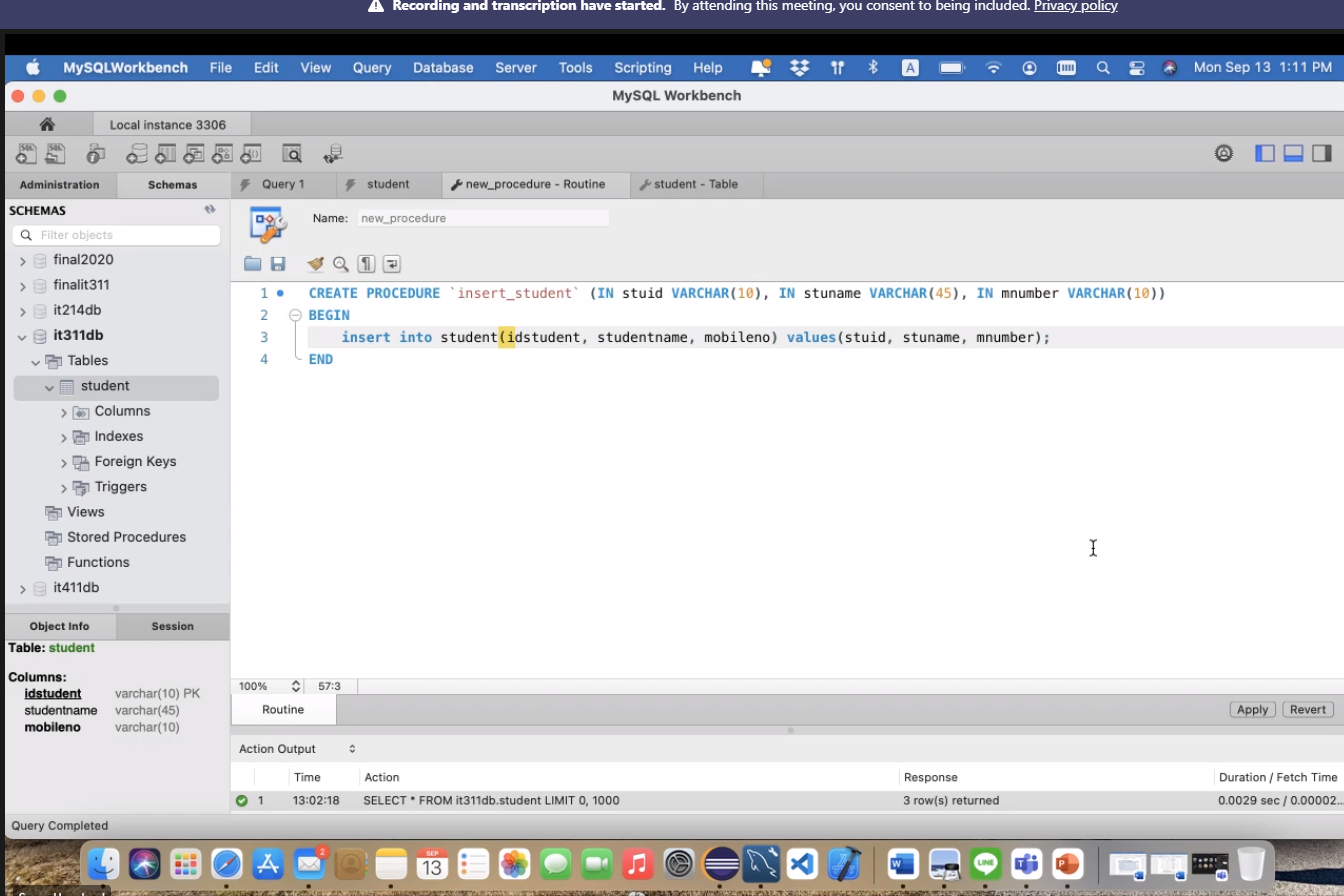 Recording and transcription have started. By attending this meeting, you consent to being included. Privacy policy
MySQLWorkbench File Edit View Query Database Server Tools Scripting Help A Mon Sep 13 1:11 PM
MySQL Workbench
Local instance 3306
Administration Schemas Query 1 student new_procedure - Routine student - Table
SCHEMAS
Name: new_procedure
Filter objects
final2020
finalit311
it214db
it311db
Tables
student
Columns
Indexes
Foreign Keys
Triggers
Views
Stored Procedures
Functions
it411db
1 CREATE PROCEDURE `insert_student` (IN stuid VARCHAR(10), IN stuname VARCHAR(45), IN mnumber VARCHAR(10))
2 BEGIN
3 insert into student(idstudent, studentname, mobileno) values(stuid, stuname, mnumber);
4 END
Object Info Session
Table: student
Columns:
idstudent varchar(10) PK
studentname varchar(45)
mobileno varchar(10)
100% 57:3
Routine Apply Revert
Action Output
Time Action Response Duration / Fetch Time
1 13:02:18 SELECT * FROM it311db.student LIMIT 0, 1000 3 row(s) returned 0.0029 sec / 0.00002...
Query Completed
2
SEP
13
LINE